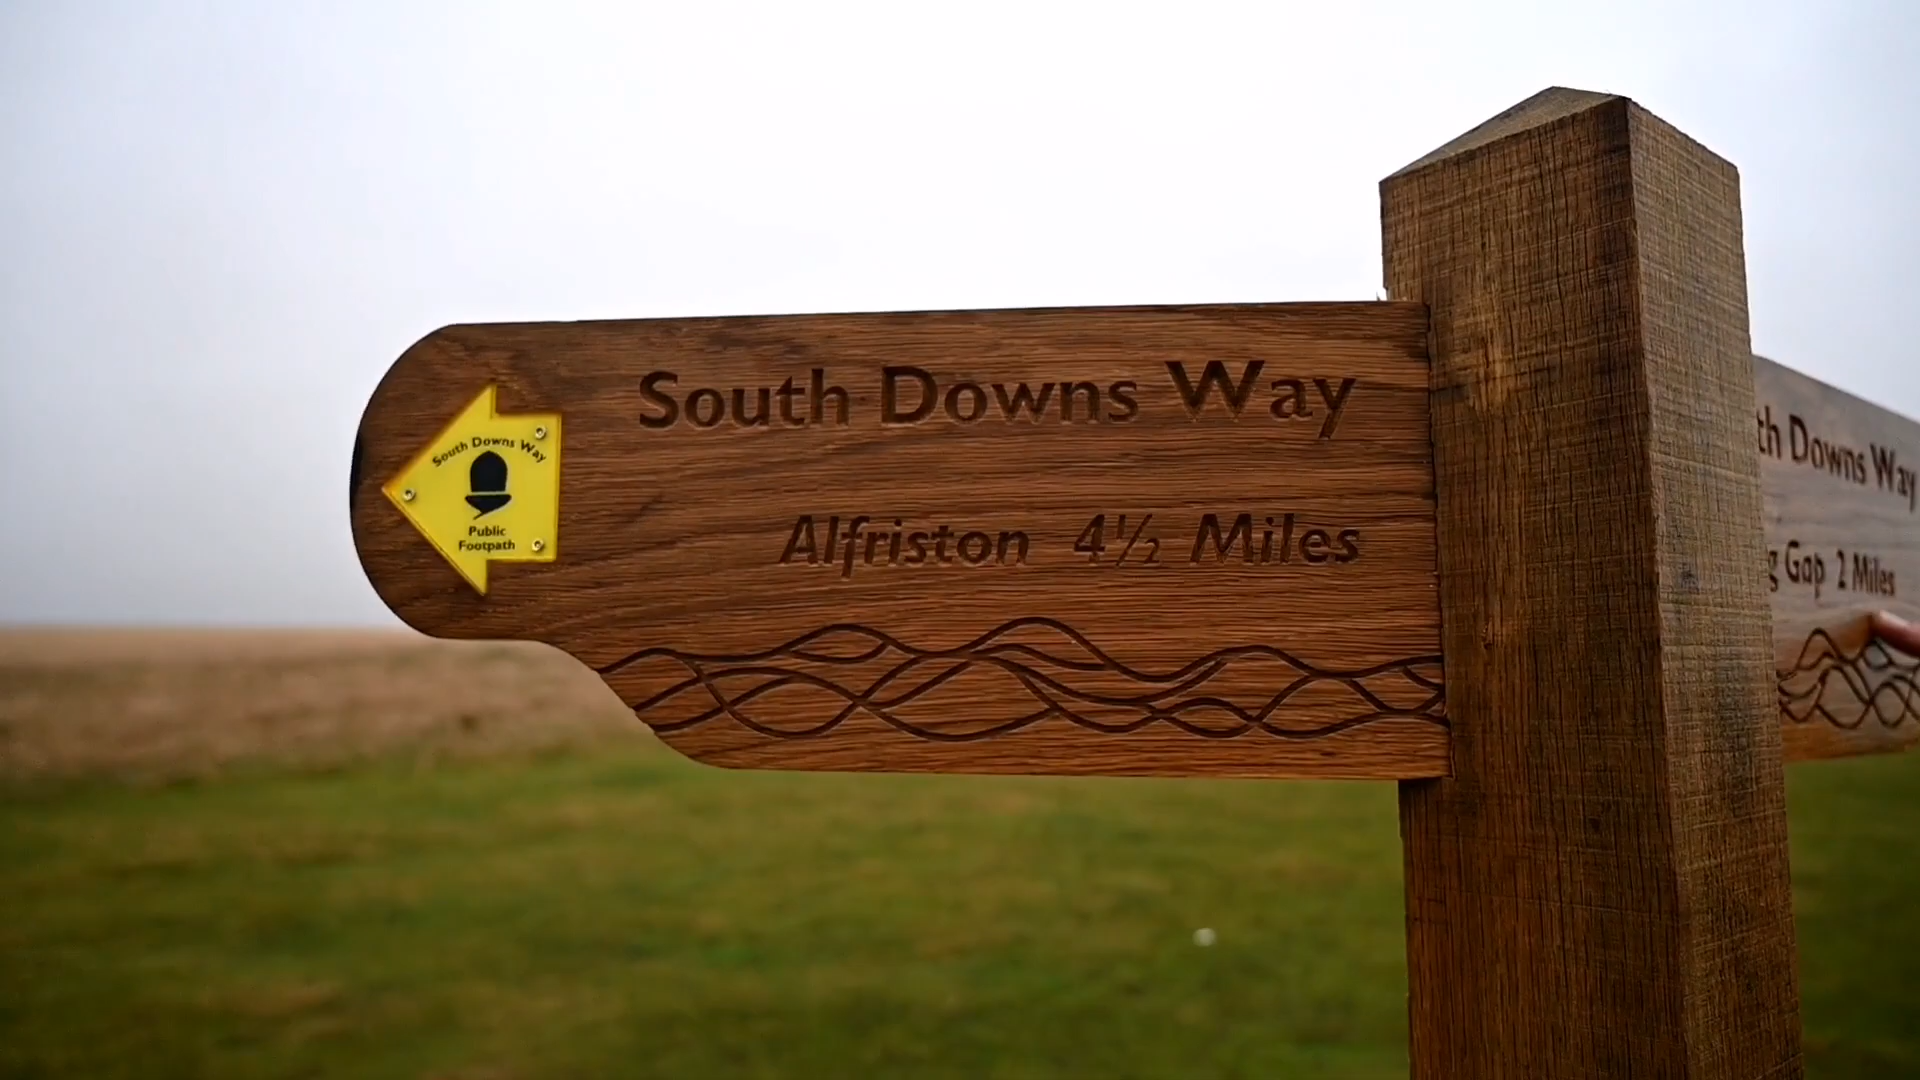 South Downs Way
Alfriston 4½ Miles
South Downs Way
Public
Footpath
th Downs Way
g Gap 2 Miles